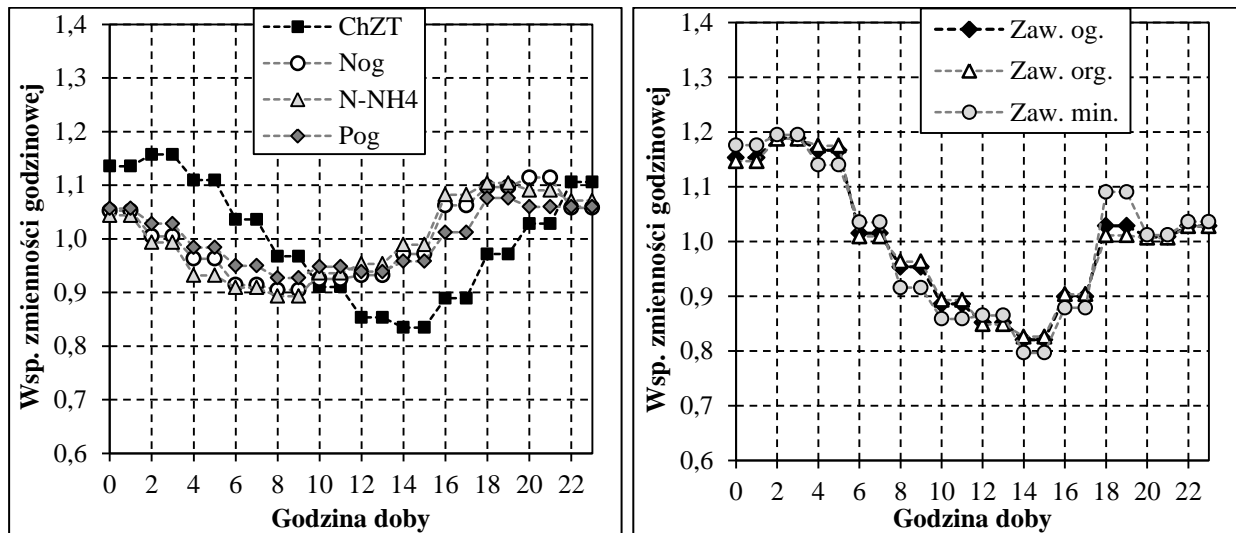 Wsp. zmienności godzinowej
1,4
1,3
1,2
1,1
1,0
0,9
0,8
0,7
0,6
ChZT
Nog
N-NH4
Pog
0 2 4 6 8 10 12 14 16 18 20 22
Godzina doby
Wsp. zmienności godzinowej
1,4
1,3
1,2
1,1
1,0
0,9
0,8
0,7
0,6
Zaw. og.
Zaw. org.
Zaw. min.
0 2 4 6 8 10 12 14 16 18 20 22
Godzina doby